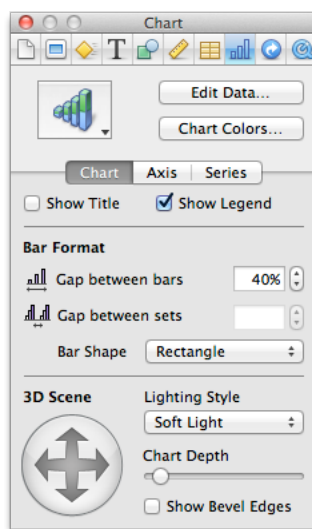 Chart
T
Edit Data...
Chart Colors...
Chart Axis Series
Show Title Show Legend
Bar Format
Gap between bars 40%
Gap between sets
Bar Shape Rectangle
3D Scene Lighting Style
Soft Light
Chart Depth
Show Bevel Edges